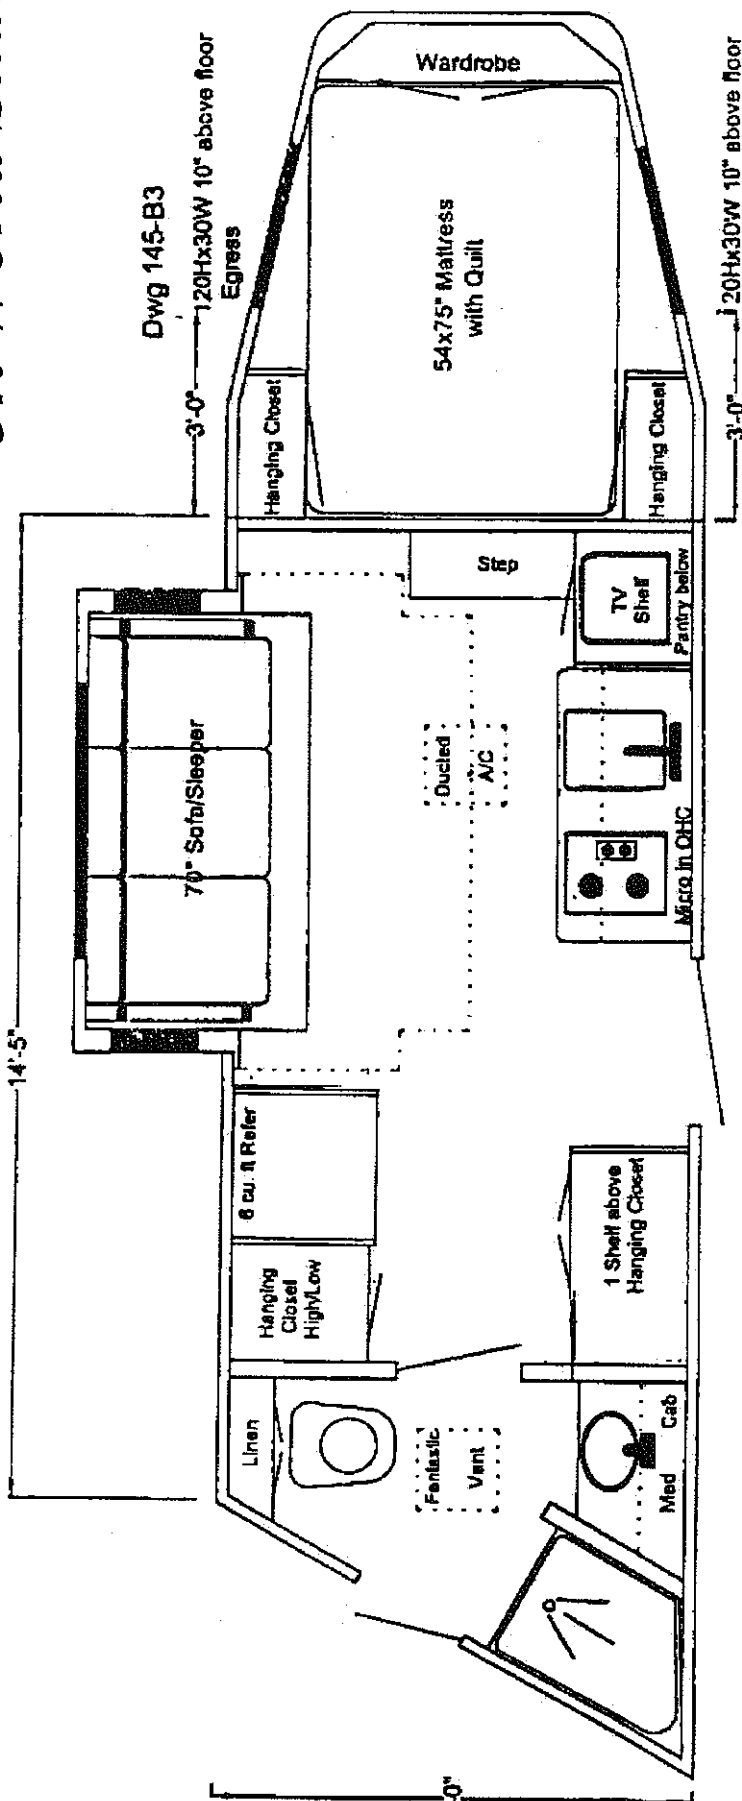 Dwg 145-B3
120Hx30W 10" above floor
Egress
3'-0"
14'-5"
Wardrobe
54x75" Mattress
with Quilt
Hanging Closet
Hanging Closet
Step
TV
Shelf
Pantry below
70" Sofa/Sleeper
Ducted
A/C
Micro in OHC
6 cu. ft Refer
Hanging
Closet
High/Low
1 Shelf above
Hanging Closet
Linen
Fantastic
Vent
Med
Cab
3'-0"
120Hx30W 10" above floor
0"